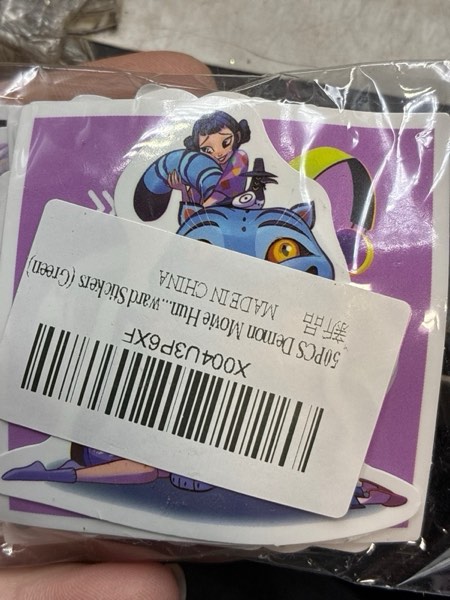 X004U3P6XF
50PCS Demon Movie Hun...ward Stickers (Green)
新品 MADE IN CHINA